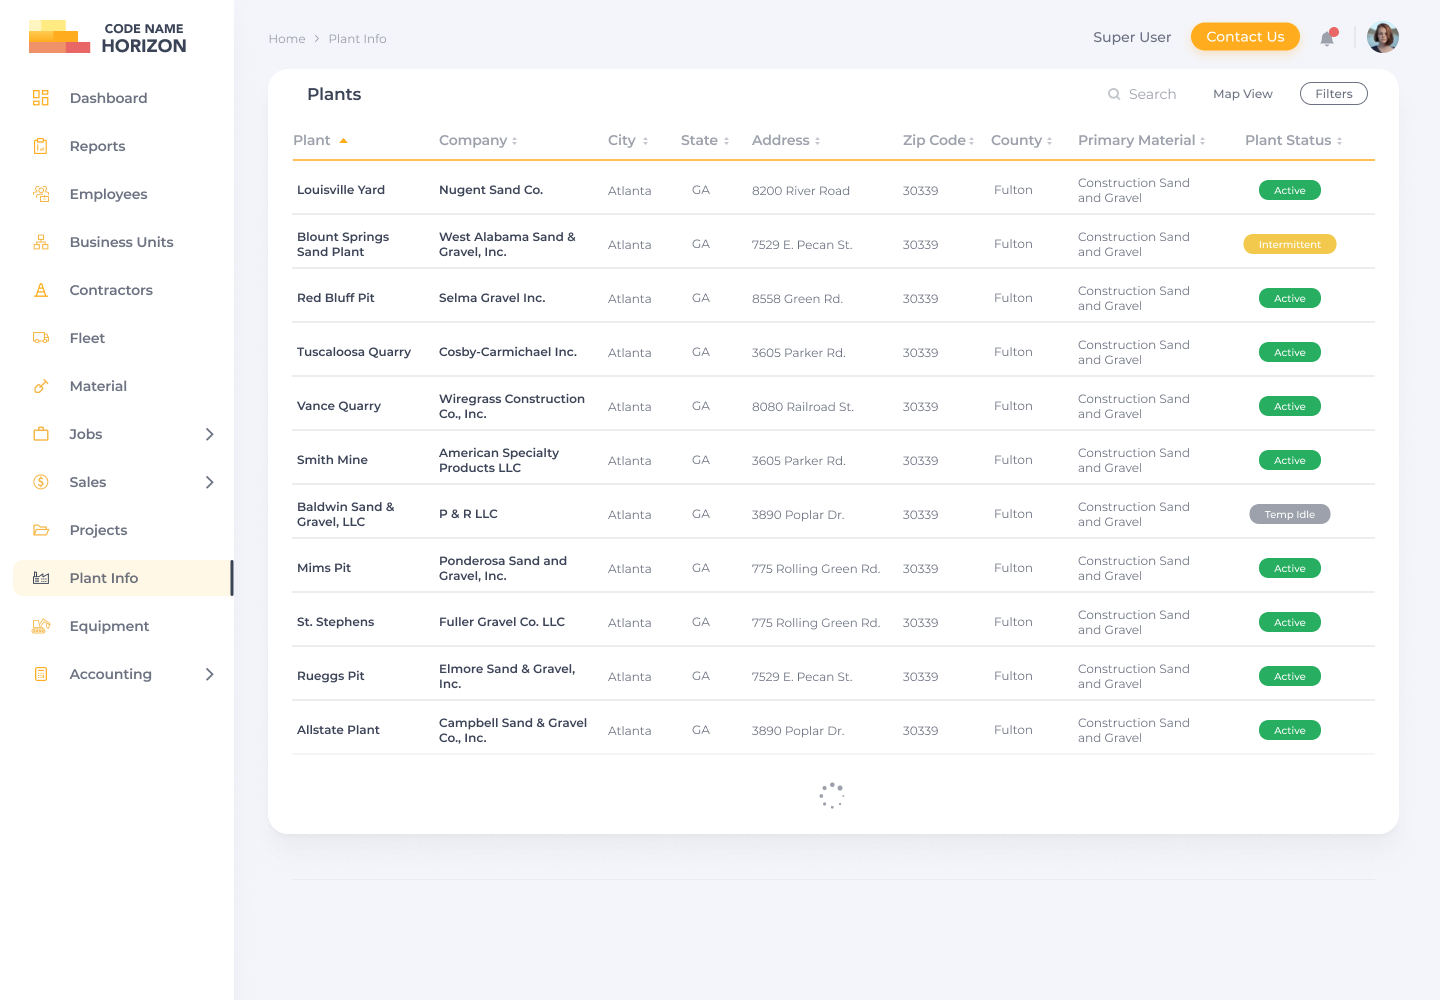 CODE NAME
HORIZON
Home > Plant Info
Super User
Contact Us
Dashboard
Reports
Employees
Business Units
Contractors
Fleet
Material
Jobs
Sales
Projects
Plant Info
Equipment
Accounting
Plants
Search
Map View
Filters
Plant Company City State Address Zip Code County Primary Material Plant Status
Louisville Yard Nugent Sand Co. Atlanta GA 8200 River Road 30339 Fulton Construction Sand
and Gravel Active
Blount Springs
Sand Plant West Alabama Sand &
Gravel, Inc. Atlanta GA 7529 E. Pecan St. 30339 Fulton Construction Sand
and Gravel Intermittent
Red Bluff Pit Selma Gravel Inc. Atlanta GA 8558 Green Rd. 30339 Fulton Construction Sand
and Gravel Active
Tuscaloosa Quarry Cosby-Carmichael Inc. Atlanta GA 3605 Parker Rd. 30339 Fulton Construction Sand
and Gravel Active
Vance Quarry Wiregrass Construction
Co., Inc. Atlanta GA 8080 Railroad St. 30339 Fulton Construction Sand
and Gravel Active
Smith Mine American Specialty
Products LLC Atlanta GA 3605 Parker Rd. 30339 Fulton Construction Sand
and Gravel Active
Baldwin Sand &
Gravel, LLC P & R LLC Atlanta GA 3890 Poplar Dr. 30339 Fulton Construction Sand
and Gravel Temp Idle
Mims Pit Ponderosa Sand and
Gravel, Inc. Atlanta GA 775 Rolling Green Rd. 30339 Fulton Construction Sand
and Gravel Active
St. Stephens Fuller Gravel Co. LLC Atlanta GA 775 Rolling Green Rd. 30339 Fulton Construction Sand
and Gravel Active
Rueggs Pit Elmore Sand & Gravel,
Inc. Atlanta GA 7529 E. Pecan St. 30339 Fulton Construction Sand
and Gravel Active
Allstate Plant Campbell Sand & Gravel
Co., Inc. Atlanta GA 3890 Poplar Dr. 30339 Fulton Construction Sand
and Gravel Active